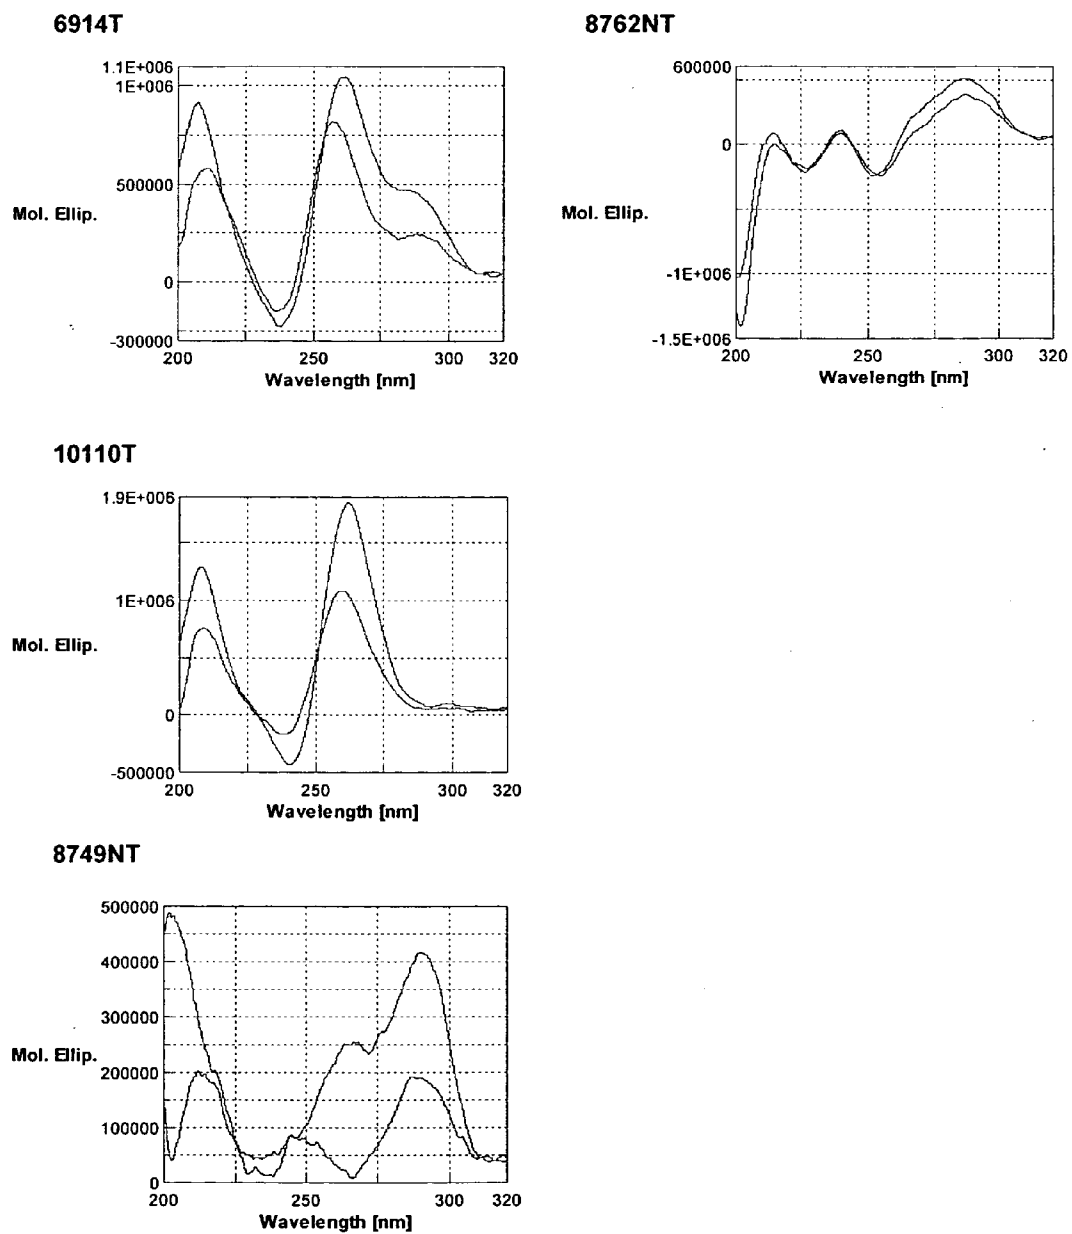 6914T
1.1E+006
1E+006
500000
0
-300000
Mol. Ellip.
200 250 300 320
Wavelength [nm]
8762NT
600000
0
-1E+006
-1.5E+006
Mol. Ellip.
200 250 300 320
Wavelength [nm]
10110T
1.9E+006
1E+006
0
-500000
Mol. Ellip.
200 250 300 320
Wavelength [nm]
8749NT
500000
400000
300000
200000
100000
0
Mol. Ellip.
200 250 300 320
Wavelength [nm]